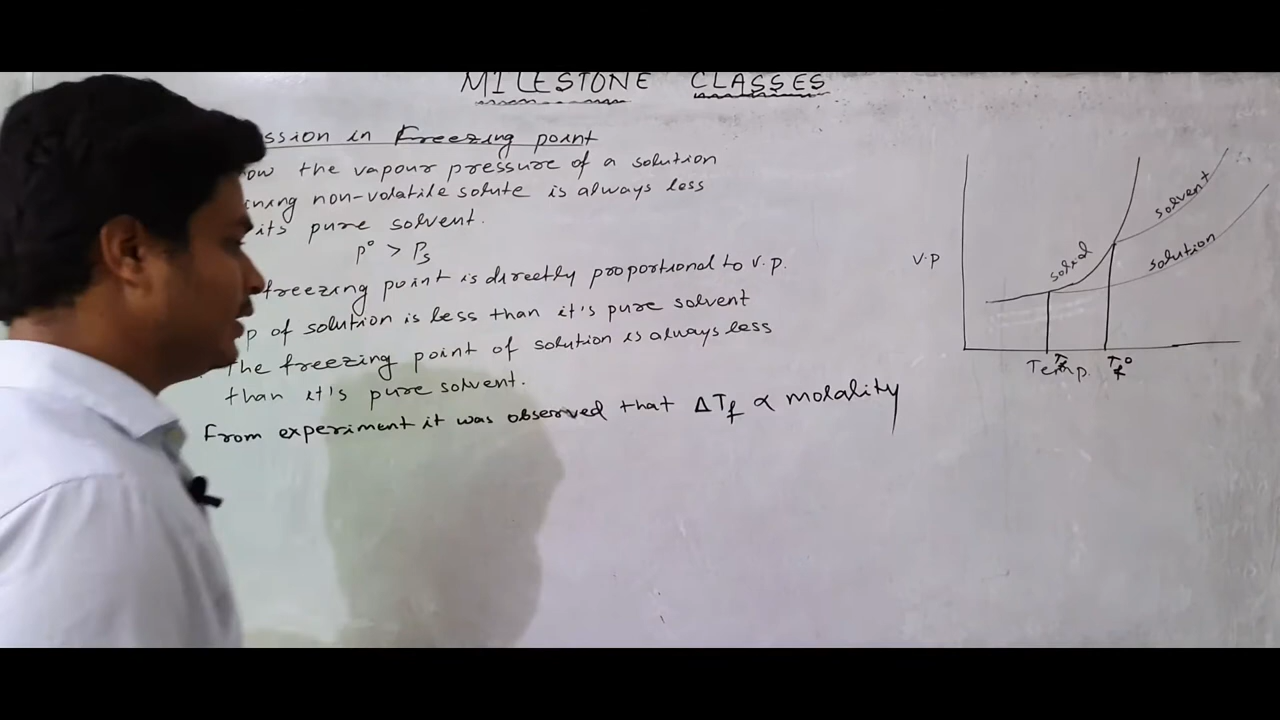 MILESTONE CLASSES
ssion in Freezing point
ow the vapour pressure of a solution
ining non-volatile solute is always less
its pure solvent.
P° > Ps
freezing point is directly proportional to v.p.
p of solution is less than it's pure solvent
The freezing point of solution is always less
than it's pure solvent.
From experiment it was observed that ΔTf ∝ molality
v.p
solid
solvent
solution
Tf
Tf°
Temp.